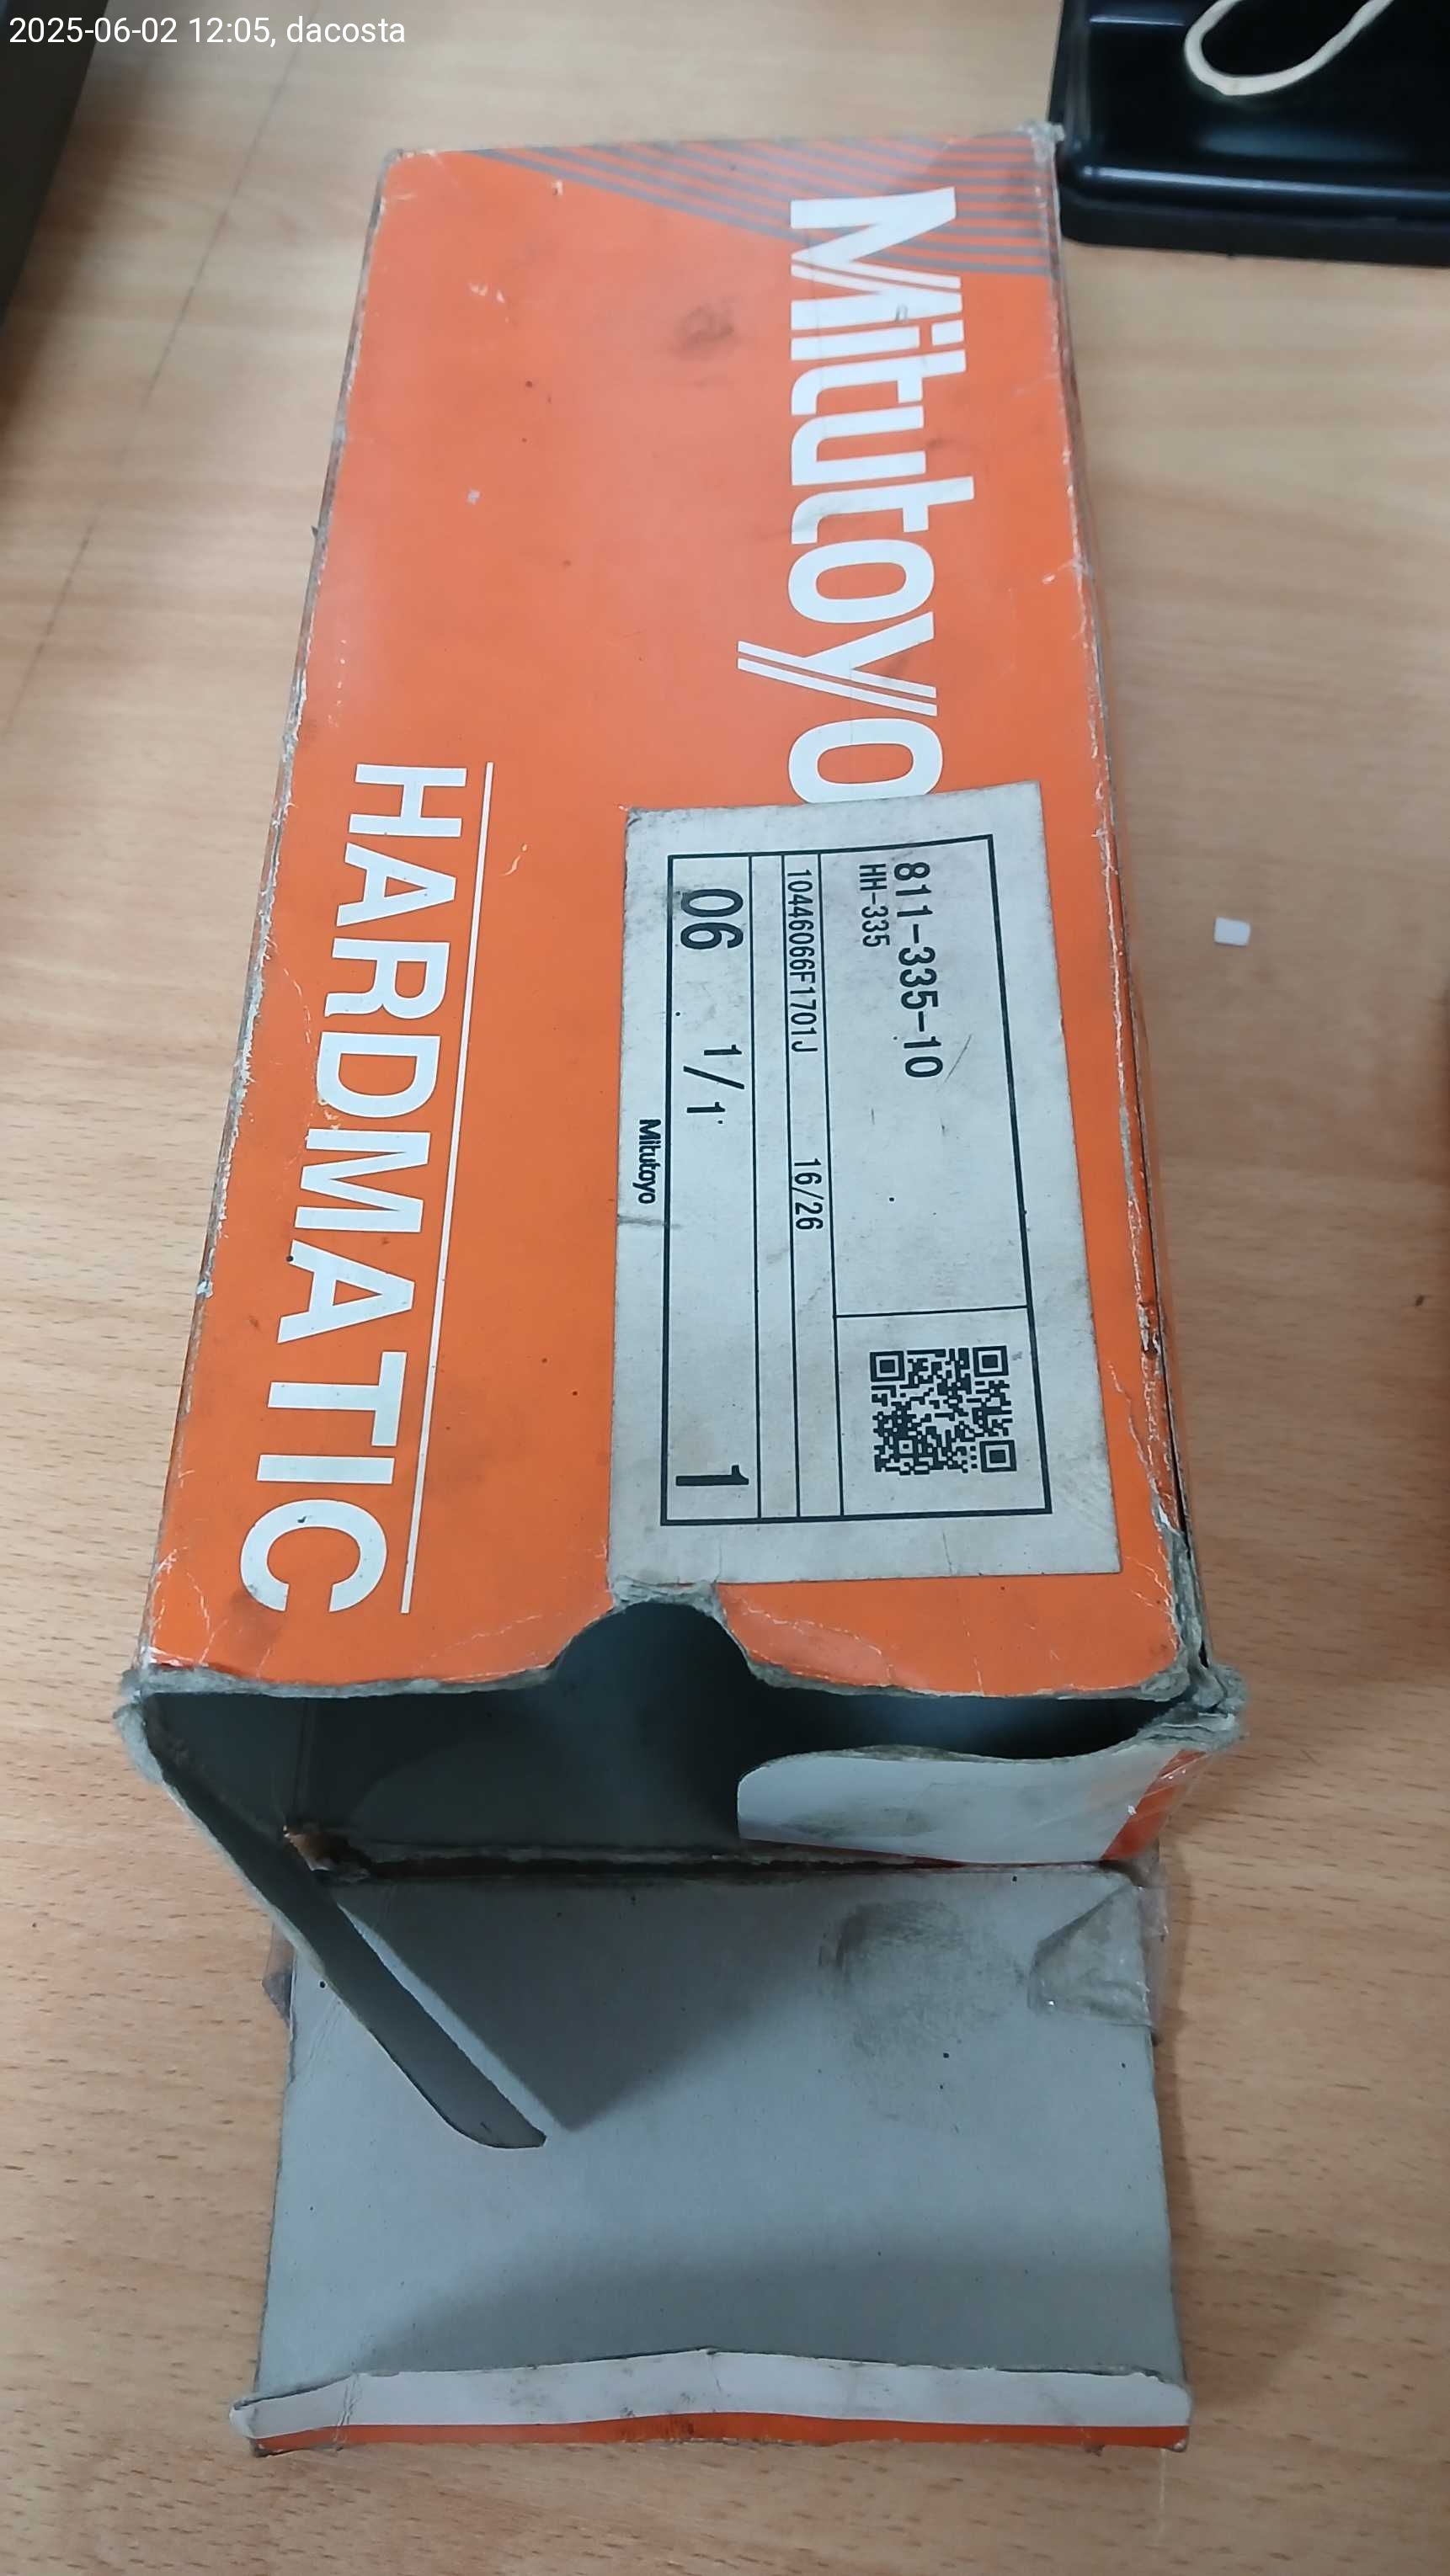 2025-06-02 12:05, dacosta
Mitutoyo
811-335-10
HH-335
10446066F1701J 16/26
06 1/1 1
Mitutoyo
HARDMATIC